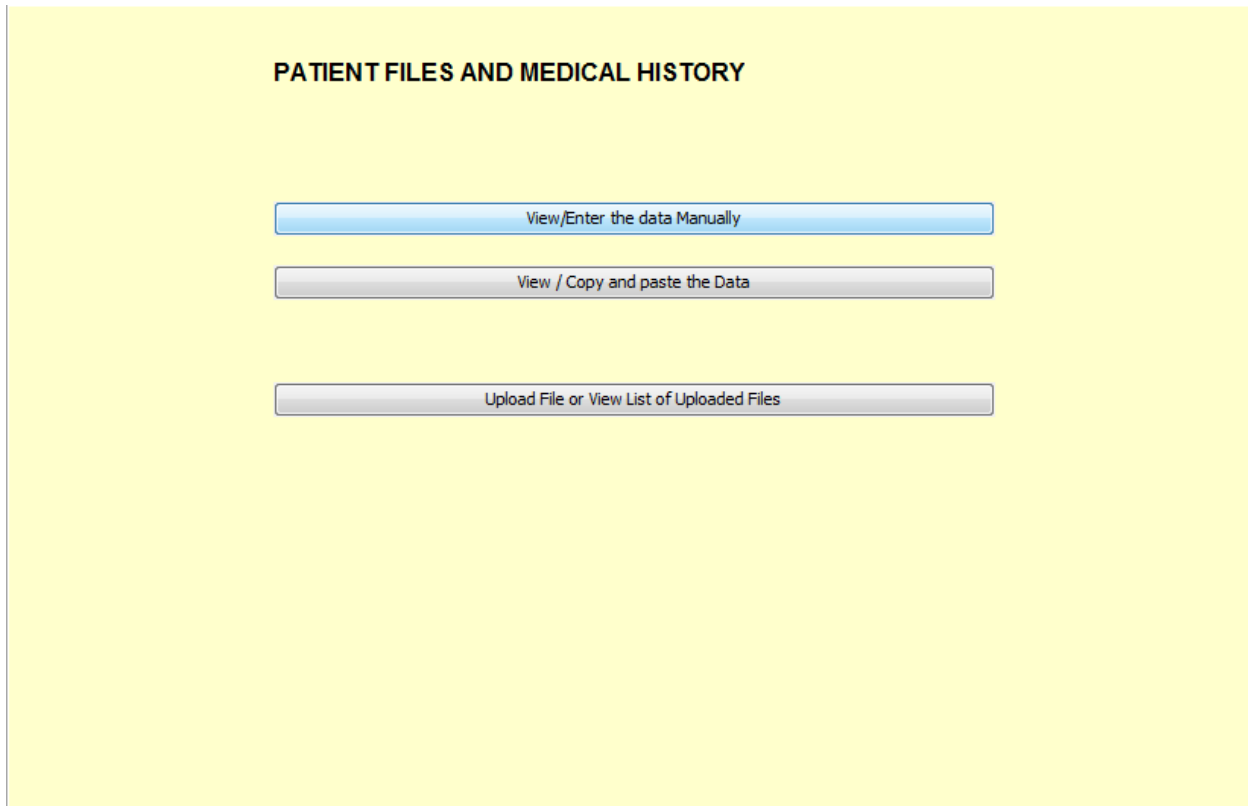 PATIENT FILES AND MEDICAL HISTORY
View/Enter the data Manually
View / Copy and paste the Data
Upload File or View List of Uploaded Files